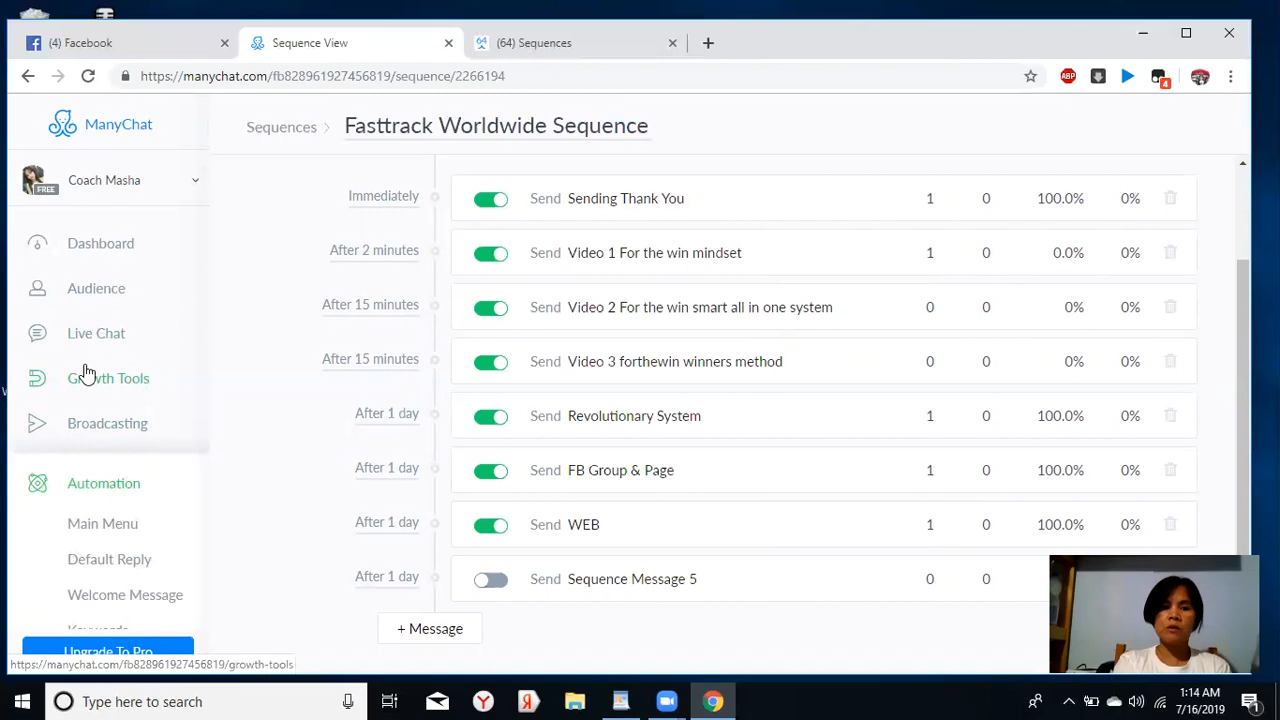 (4) Facebook
Sequence View
(64) Sequences
https://manychat.com/fb828961927456819/sequence/2266194
ABP
4
ManyChat
Sequences
Fasttrack Worldwide Sequence
FREE
Coach Masha
Immediately
Send Sending Thank You 1 0 100.0% 0%
Dashboard
After 2 minutes
Send Video 1 For the win mindset 1 0 0.0% 0%
Audience
After 15 minutes
Send Video 2 For the win smart all in one system 0 0 0% 0%
Live Chat
After 15 minutes
Send Video 3 forthewin winners method 0 0 0% 0%
Growth Tools
After 1 day
Send Revolutionary System 1 0 100.0% 0%
Broadcasting
After 1 day
Send FB Group & Page 1 0 100.0% 0%
Automation
After 1 day
Send WEB 1 0 100.0% 0%
Main Menu
Default Reply
After 1 day
Send Sequence Message 5 0 0
Welcome Message
Keywords
+ Message
Upgrade To Pro
https://manychat.com/fb828961927456819/growth-tools
Type here to search
1:14 AM
7/16/2019
1